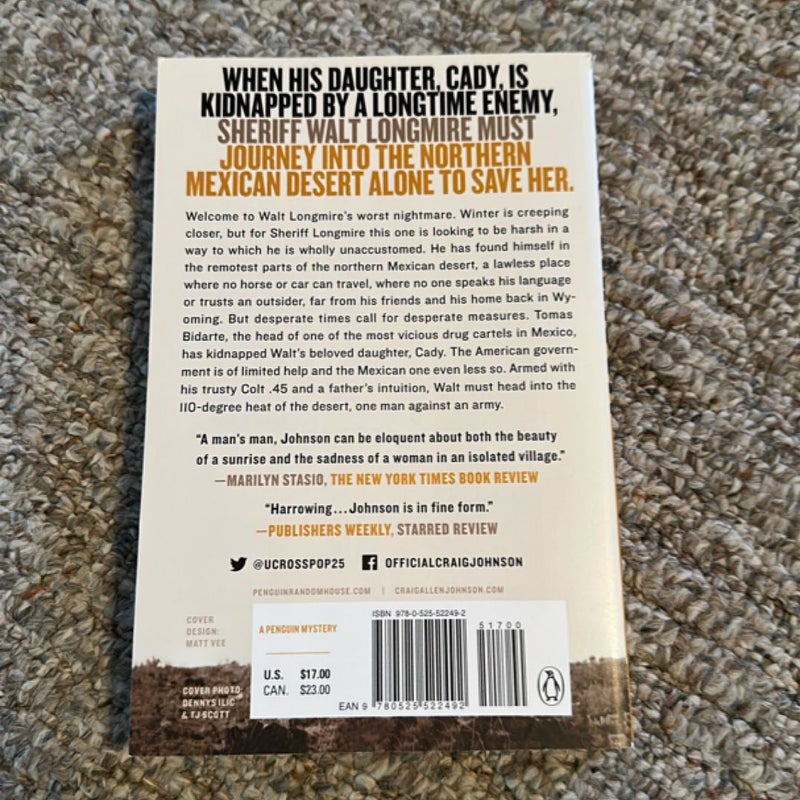 WHEN HIS DAUGHTER, CADY, IS
KIDNAPPED BY A LONGTIME ENEMY,
SHERIFF WALT LONGMIRE MUST
JOURNEY INTO THE NORTHERN
MEXICAN DESERT ALONE TO SAVE HER.
Welcome to Walt Longmire's worst nightmare. Winter is creeping
closer, but for Sheriff Longmire this one is looking to be harsh in a
way to which he is wholly unaccustomed. He has found himself in
the remotest parts of the northern Mexican desert, a lawless place
where no horse or car can travel, where no one speaks his language
or trusts an outsider, far from his friends and his home back in Wy-
oming. But desperate times call for desperate measures. Tomas
Bidarte, the head of one of the most vicious drug cartels in Mexico,
has kidnapped Walt's beloved daughter, Cady. The American govern-
ment is of limited help and the Mexican one even less so. Armed with
his trusty Colt .45 and a father's intuition, Walt must head into the
110-degree heat of the desert, one man against an army.
"A man's man, Johnson can be eloquent about both the beauty
of a sunrise and the sadness of a woman in an isolated village."
—MARILYN STASIO, THE NEW YORK TIMES BOOK REVIEW
"Harrowing...Johnson is in fine form."
—PUBLISHERS WEEKLY, STARRED REVIEW
@UCROSSPOP25 OFFICIALCRAIGJOHNSON
PENGUINRANDOMHOUSE.COM | CRAIGALLENJOHNSON.COM
COVER
DESIGN:
MATT VEE
COVER PHOTO:
DENNYS ILIC
& TJ SCOTT
A PENGUIN MYSTERY
U.S. $17.00
CAN. $23.00
ISBN 978-0-525-52249-2
51700
EAN 9 780525 522492